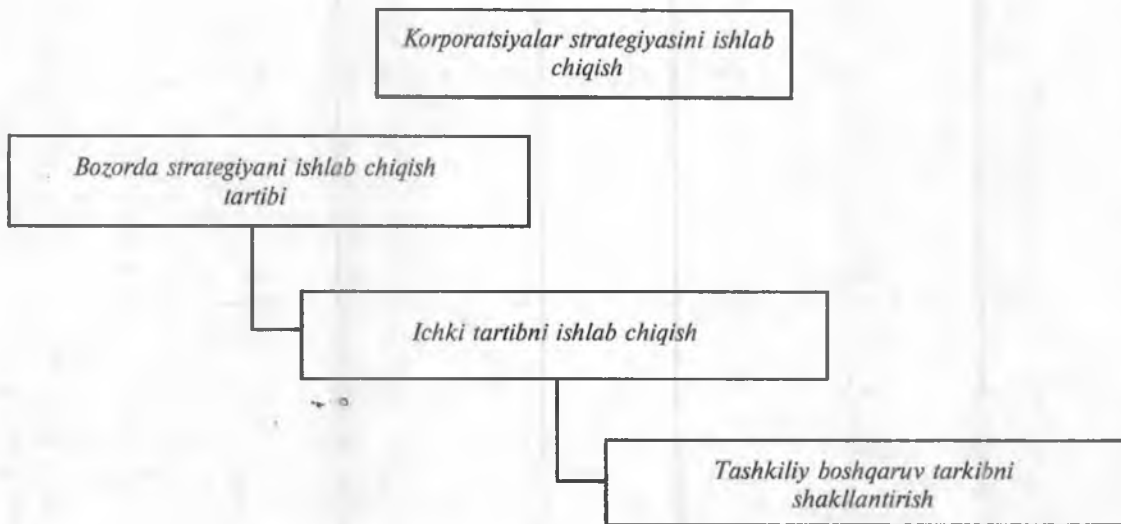 Korporatsiyalar strategiyasini ishlab
chiqish
Bozorda strategiyani ishlab chiqish
tartibi
Ichki tartibni ishlab chiqish
Tashkiliy boshqaruv tarkibni
shakllantirish